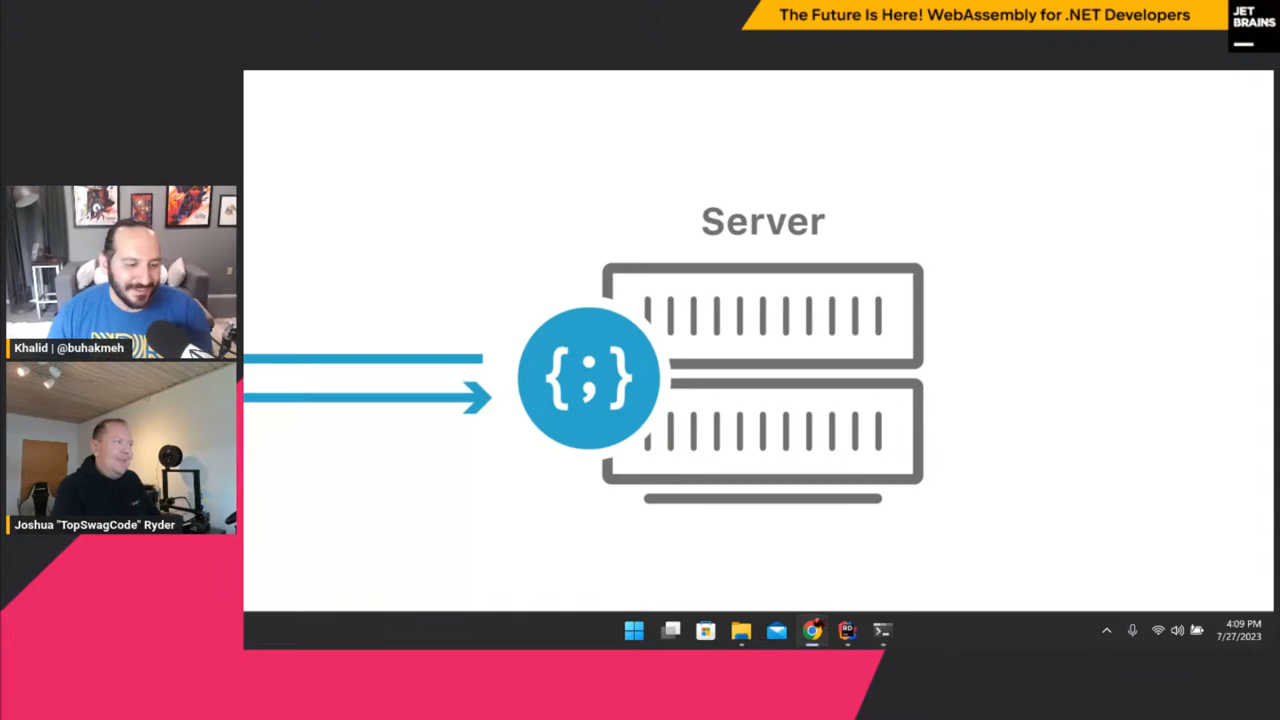 The Future Is Here! WebAssembly for .NET Developers
JET
BRAINS
Server
{;}
Khalid | @buhakmeh
Joshua "TopSwagCode" Ryder
RD
4:09 PM
7/27/2023